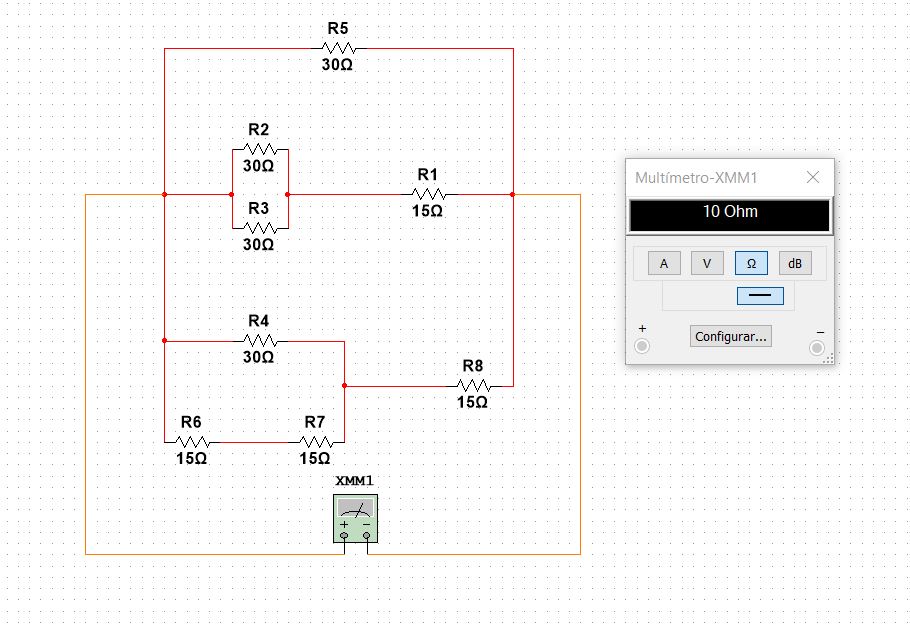 R5
30Ω
R2
30Ω
R3
30Ω
R1
15Ω
R4
30Ω
R8
15Ω
R6
15Ω
R7
15Ω
XMM1
+ −
Multímetro-XMM1
10 Ohm
A V Ω dB
+ −
Configurar...